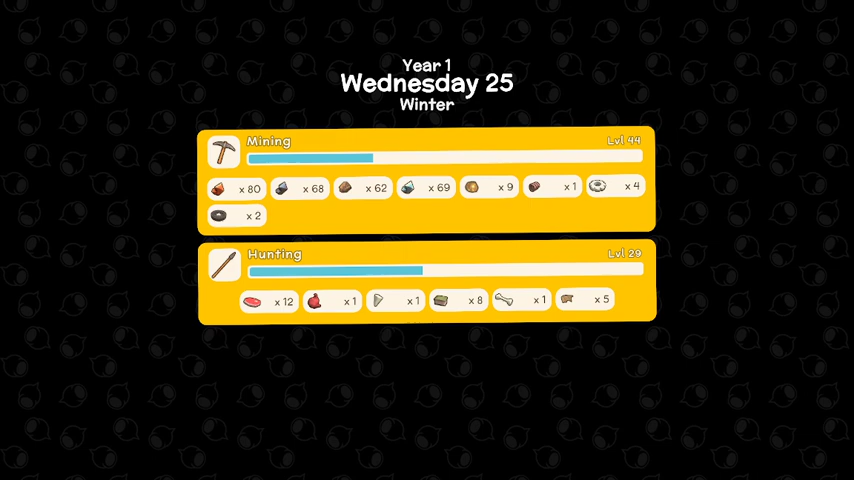 Year 1
Wednesday 25
Winter
Mining Lvl 44
x 80 x 68 x 62 x 69 x 9 x 1 x 4
x 2
Hunting Lvl 29
x 12 x 1 x 1 x 8 x 1 x 5